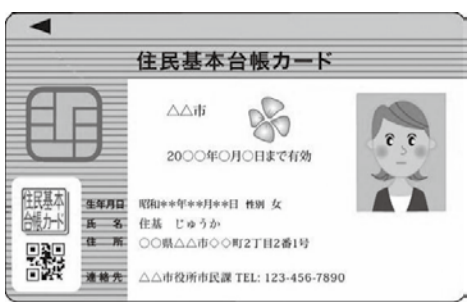 住民基本台帳カード
△△市
20○○年○月○日まで有効
住民基本
台帳カード
生年月日 昭和**年**月**日 性別 女
氏 名 住基 じゅうか
住 所 ○○県△△市◇◇町2丁目2番1号
連絡先 △△市役所市民課 TEL: 123-456-7890